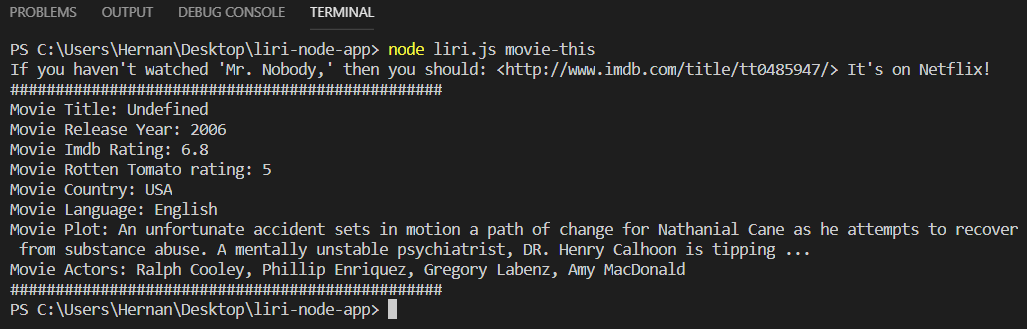 PROBLEMS OUTPUT DEBUG CONSOLE TERMINAL
PS C:\Users\Hernan\Desktop\liri-node-app> node liri.js movie-this
If you haven't watched 'Mr. Nobody,' then you should: <http://www.imdb.com/title/tt0485947/> It's on Netflix!
################################################
Movie Title: Undefined
Movie Release Year: 2006
Movie Imdb Rating: 6.8
Movie Rotten Tomato rating: 5
Movie Country: USA
Movie Language: English
Movie Plot: An unfortunate accident sets in motion a path of change for Nathanial Cane as he attempts to recover
from substance abuse. A mentally unstable psychiatrist, DR. Henry Calhoon is tipping ...
Movie Actors: Ralph Cooley, Phillip Enriquez, Gregory Labenz, Amy MacDonald
################################################
PS C:\Users\Hernan\Desktop\liri-node-app>